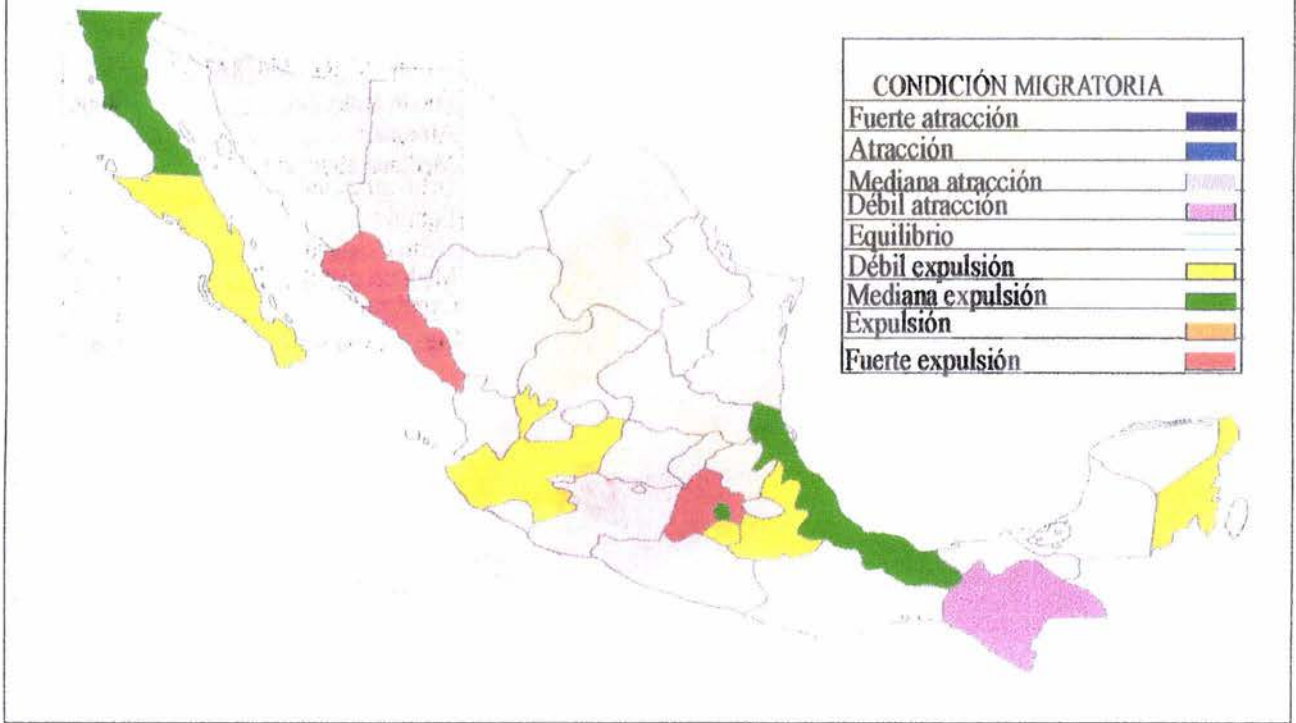 CONDICIÓN MIGRATORIA
Fuerte atracción
Atracción
Mediana atracción
Débil atracción
Equilibrio
Débil expulsión
Mediana expulsión
Expulsión
Fuerte expulsión